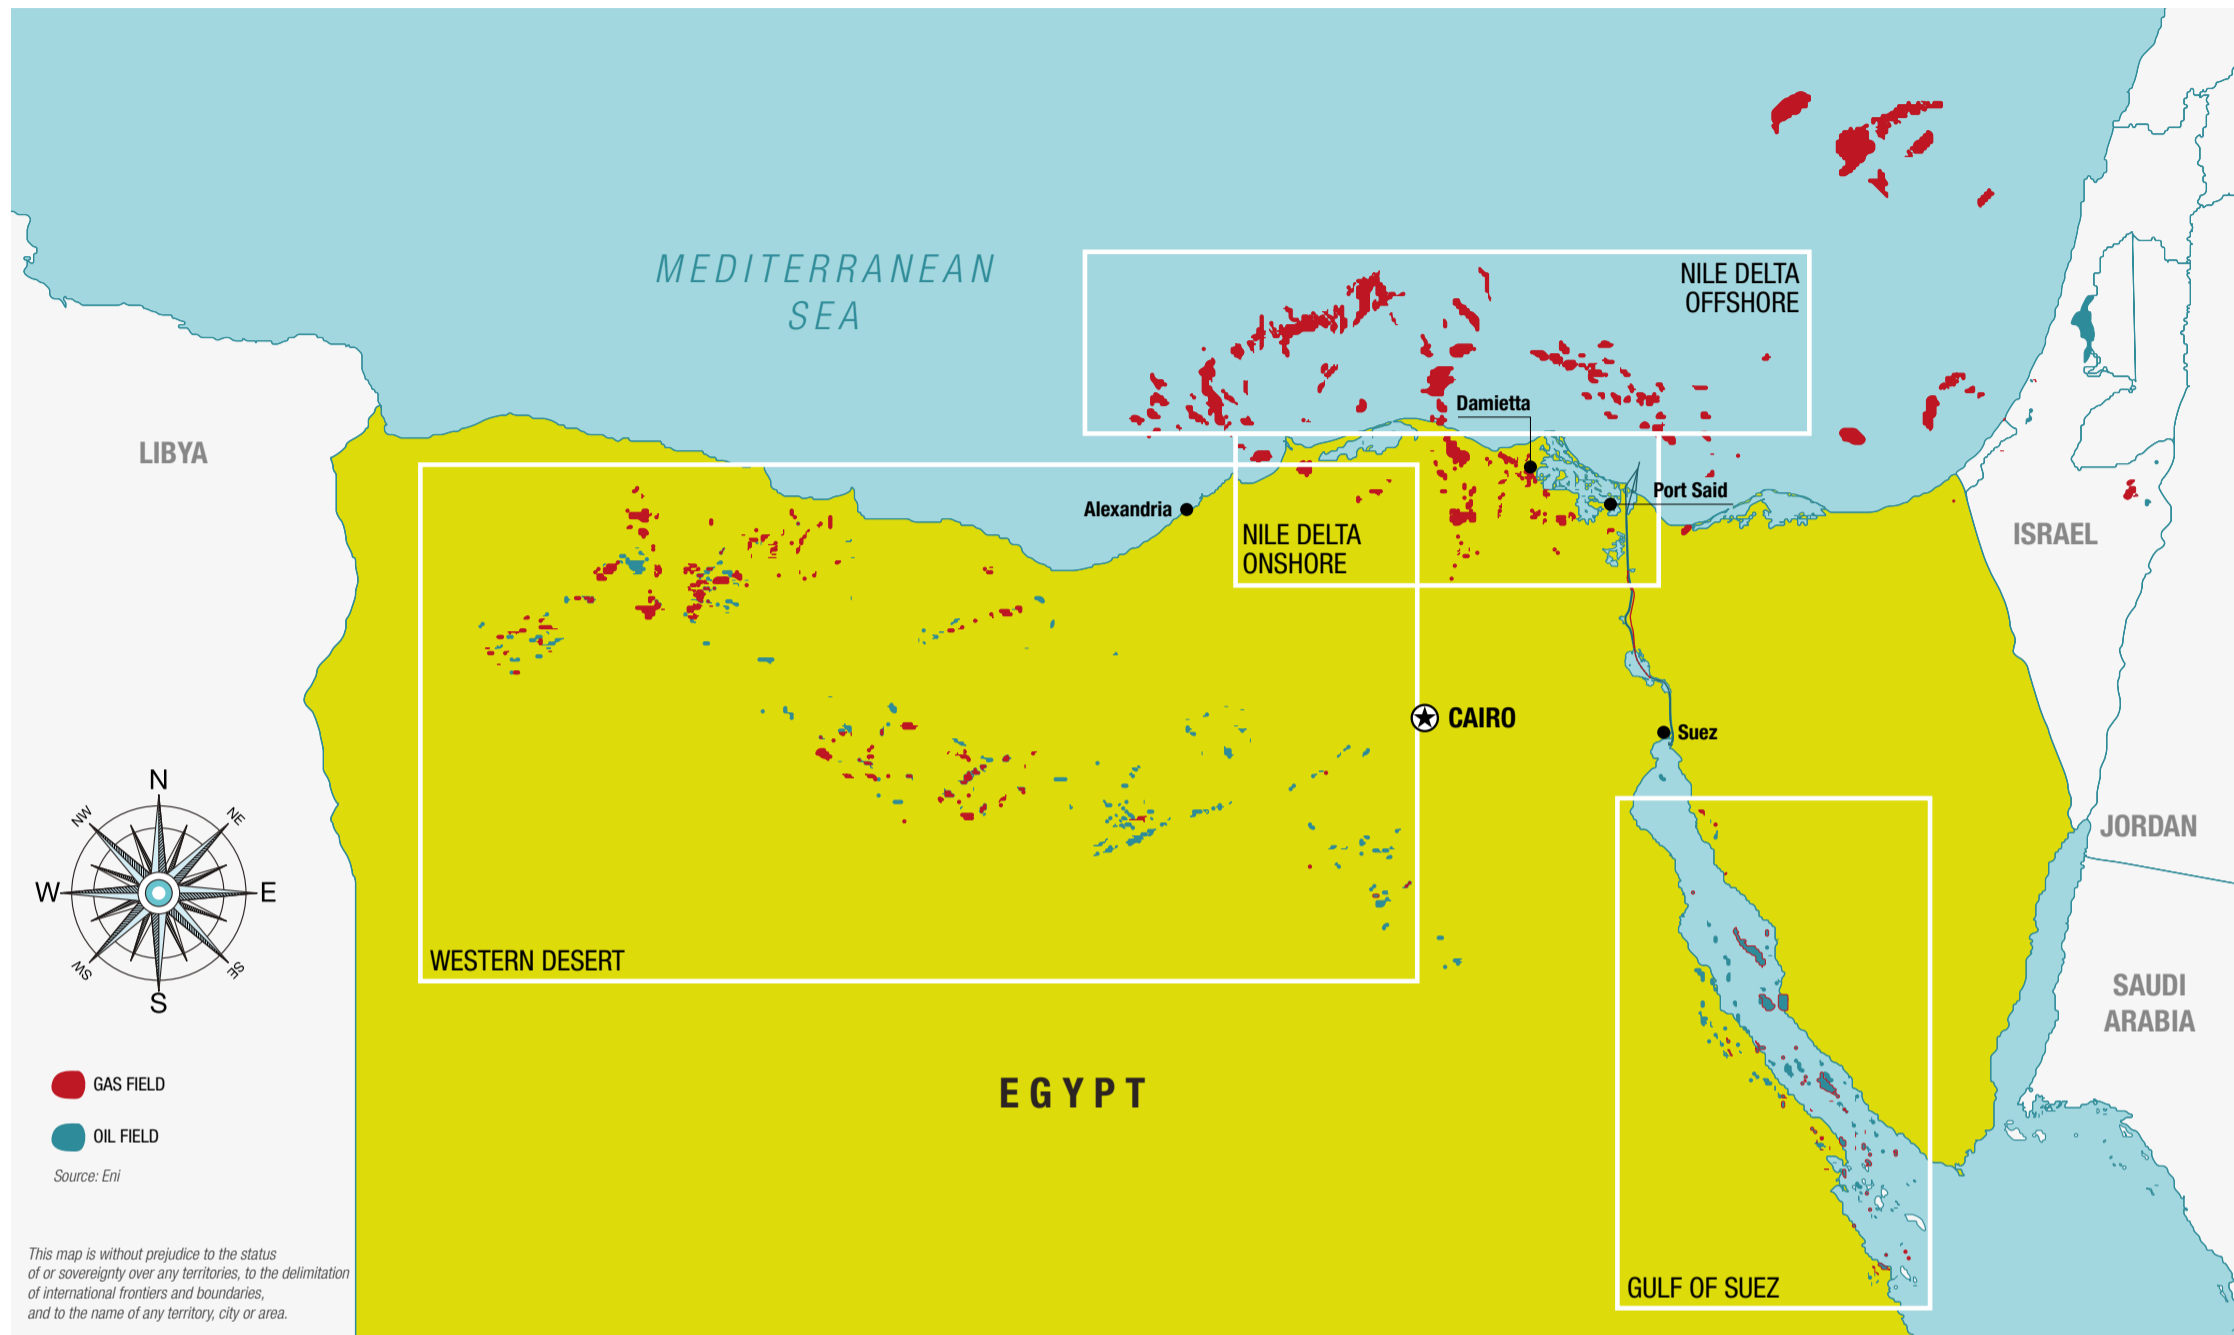 MEDITERRANEAN
SEA
NILE DELTA
OFFSHORE
Damietta
LIBYA
Alexandria
Port Said
NILE DELTA
ONSHORE
ISRAEL
CAIRO
Suez
JORDAN
N
NW
NE
W
E
SW
SE
S
WESTERN DESERT
SAUDI
ARABIA
EGYPT
GAS FIELD
OIL FIELD
Source: Eni
GULF OF SUEZ
This map is without prejudice to the status
of or sovereignty over any territories, to the delimitation
of international frontiers and boundaries,
and to the name of any territory, city or area.